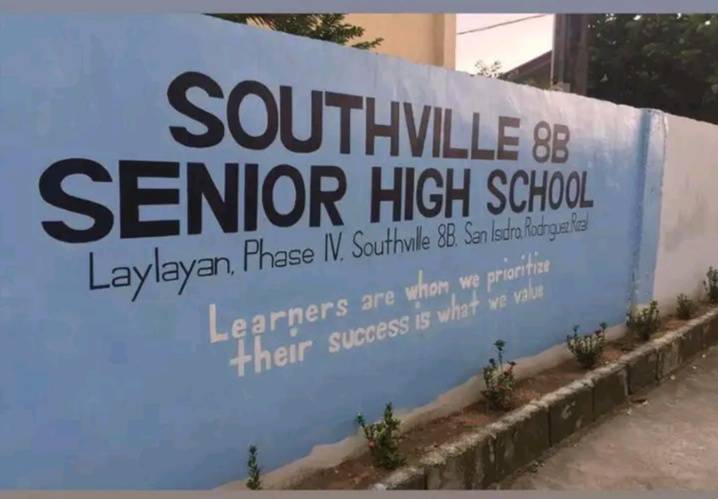 SOUTHVILLE 8B
SENIOR HIGH SCHOOL
Laylayan, Phase IV. Southville 8B. San Isidro, Rodriguez, Rizal
Learners are whom we prioritize
their success is what we value